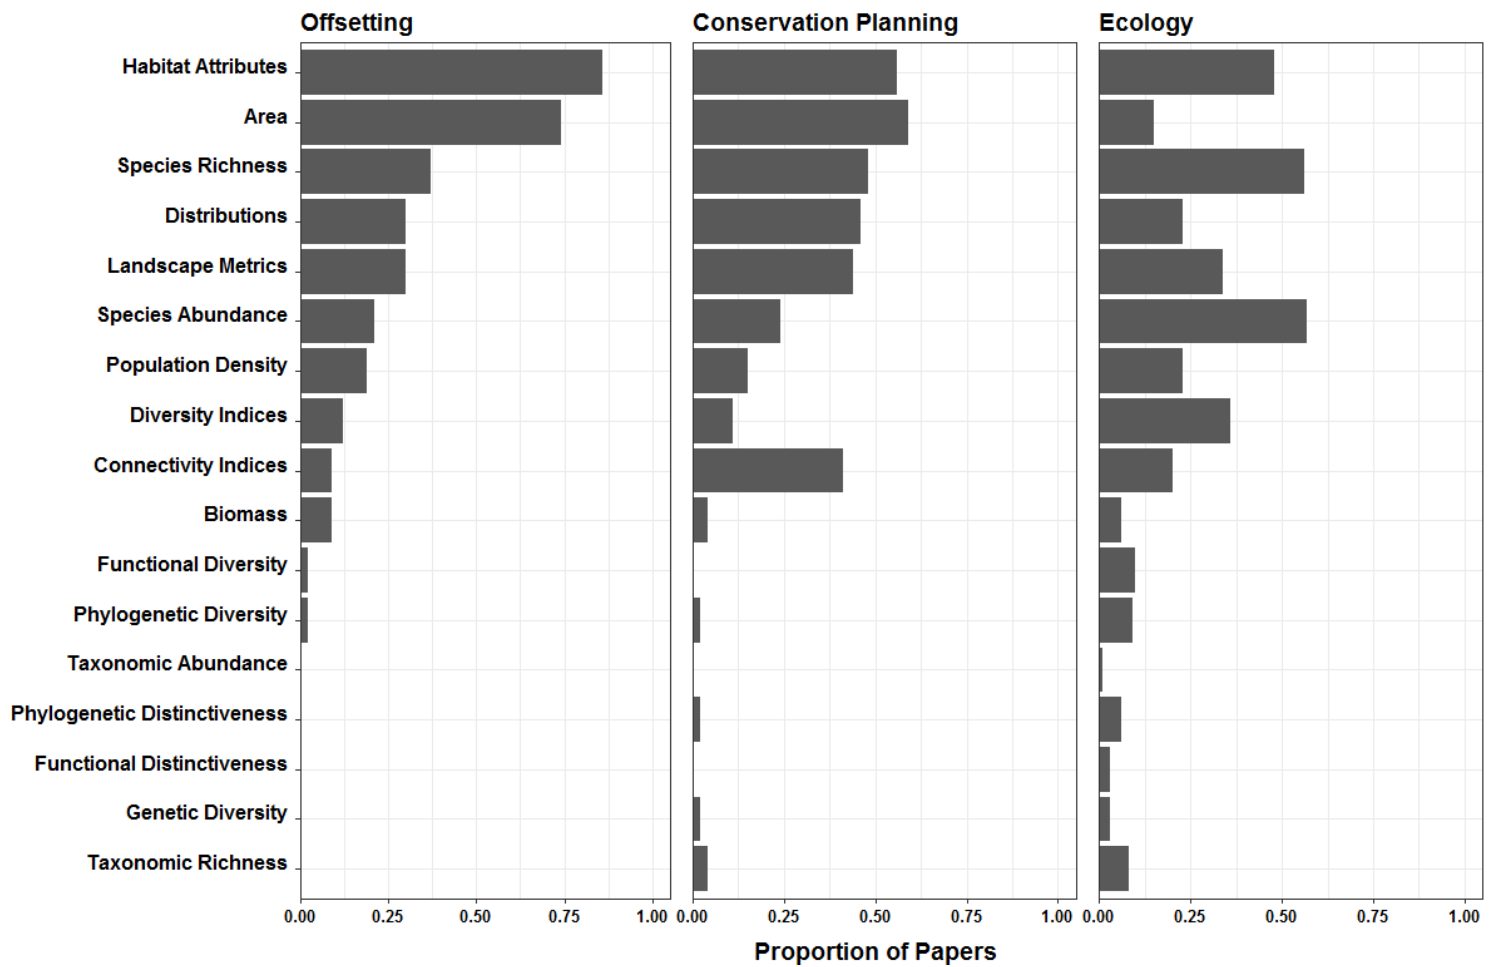 Offsetting
Conservation Planning
Ecology
Habitat Attributes
Area
Species Richness
Distributions
Landscape Metrics
Species Abundance
Population Density
Diversity Indices
Connectivity Indices
Biomass
Functional Diversity
Phylogenetic Diversity
Taxonomic Abundance
Phylogenetic Distinctiveness
Functional Distinctiveness
Genetic Diversity
Taxonomic Richness
0.00 0.25 0.50 0.75 1.00
0.00 0.25 0.50 0.75 1.00
0.00 0.25 0.50 0.75 1.00
Proportion of Papers